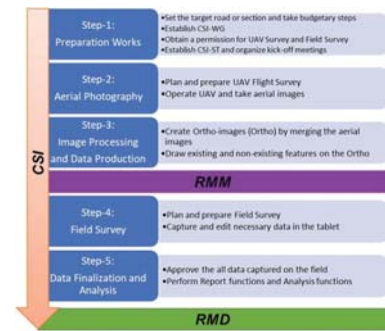 CSI
Step-1:
Preparation Works
•Set the target road or section and take budgetary steps
•Establish CSI-WG
•Obtain a permission for UAV Survey and Field Survey
•Establish CSI-ST and organize kick-off meetings
Step-2:
Aerial Photography
•Plan and prepare UAV Flight Survey
•Operate UAV and take aerial images
Step-3:
Image Processing
and Data Production
•Create Ortho-images (Ortho) by merging the aerial
images
•Draw existing and non-existing features on the Ortho
RMM
Step-4:
Field Survey
•Plan and prepare Field Survey
•Capture and edit necessary data in the tablet
Step-5:
Data Finalization and
Analysis
•Approve the all data captured on the field
•Perform Report functions and Analysis functions
RMD